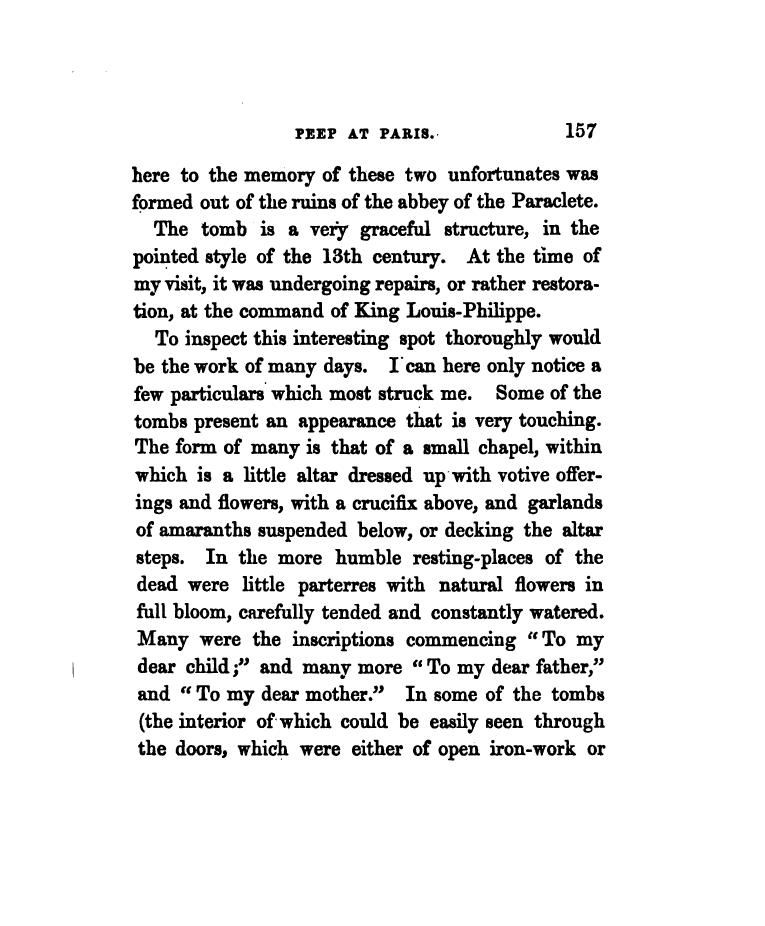 PEEP AT PARIS. 157
here to the memory of these two unfortunates was
formed out of the ruins of the abbey of the Paraclete.
The tomb is a very graceful structure, in the
pointed style of the 13th century. At the time of
my visit, it was undergoing repairs, or rather restora-
tion, at the command of King Louis-Philippe.
To inspect this interesting spot thoroughly would
be the work of many days. I can here only notice a
few particulars which most struck me. Some of the
tombs present an appearance that is very touching.
The form of many is that of a small chapel, within
which is a little altar dressed up with votive offer-
ings and flowers, with a crucifix above, and garlands
of amaranths suspended below, or decking the altar
steps. In the more humble resting-places of the
dead were little parterres with natural flowers in
full bloom, carefully tended and constantly watered.
Many were the inscriptions commencing "To my
dear child;" and many more "To my dear father,"
and "To my dear mother." In some of the tombs
(the interior of which could be easily seen through
the doors, which were either of open iron-work or